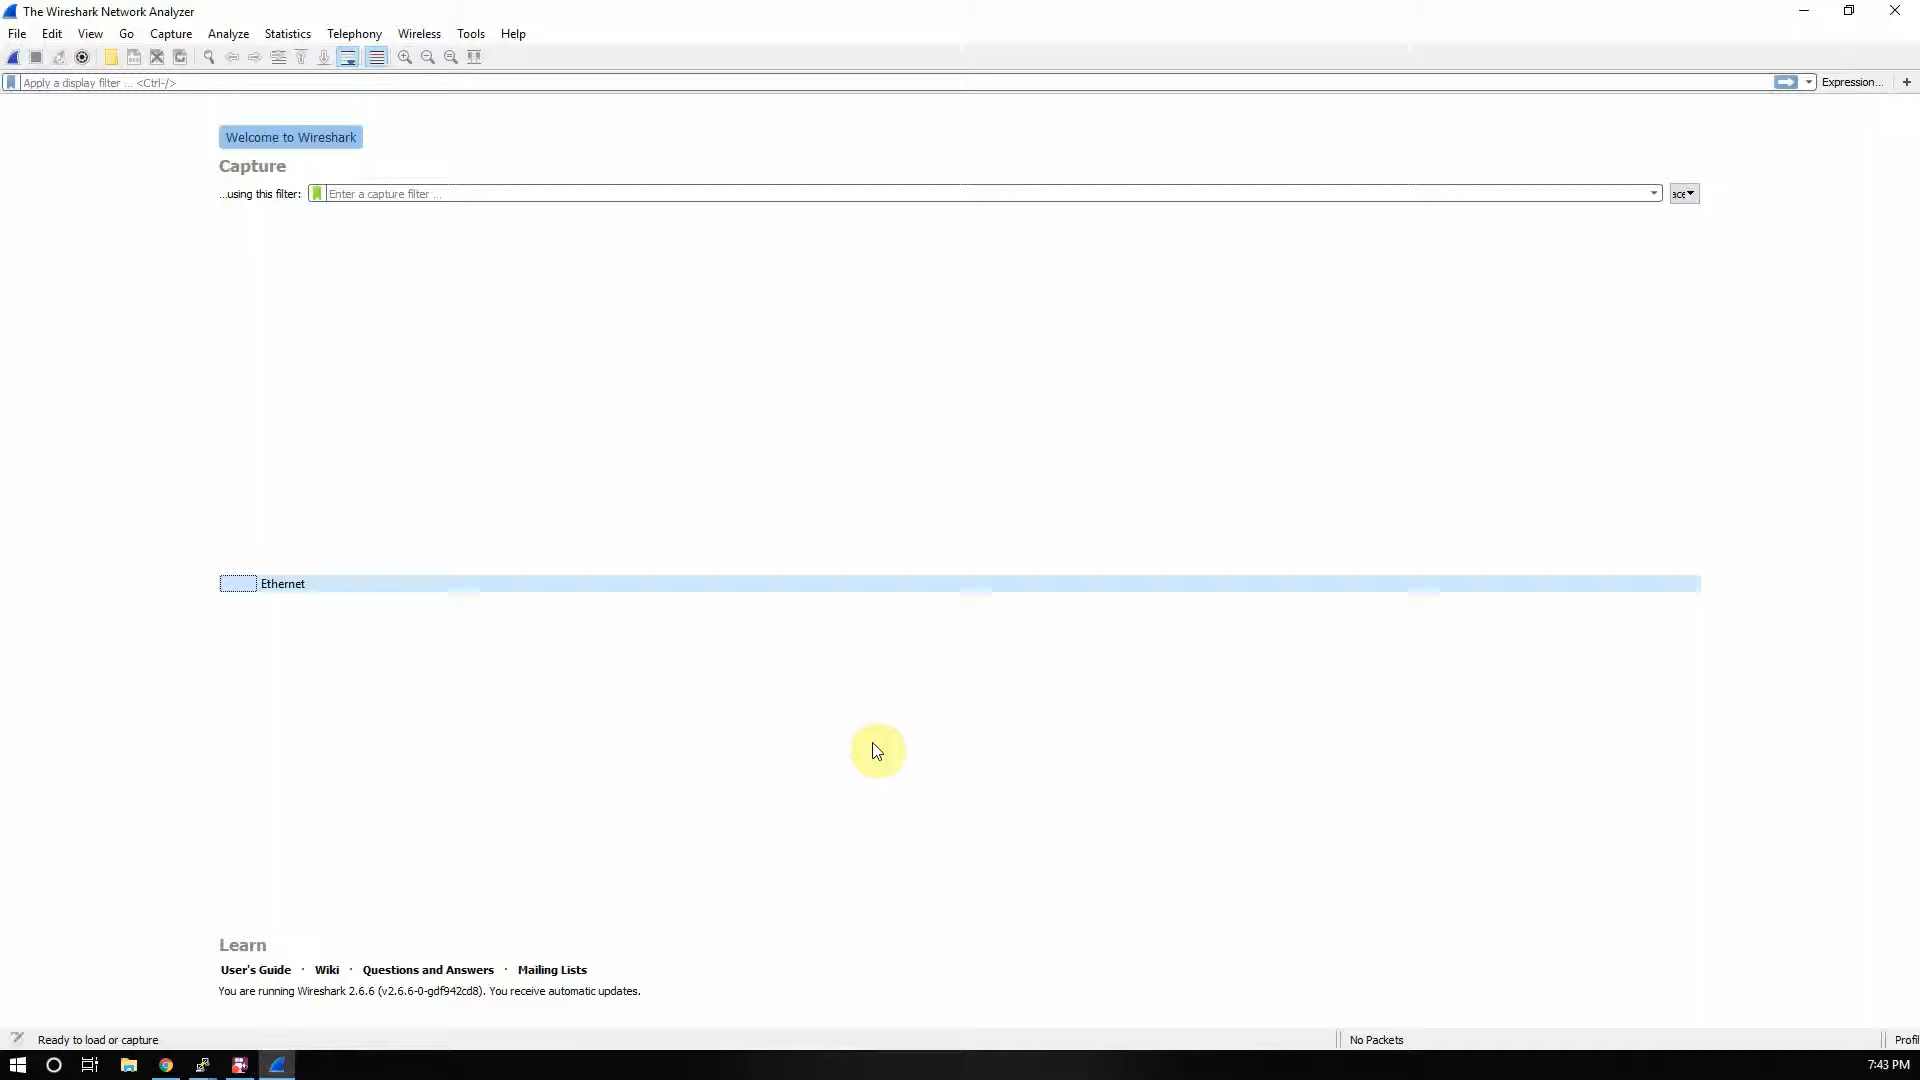 The Wireshark Network Analyzer
File Edit View Go Capture Analyze Statistics Telephony Wireless Tools Help
Apply a display filter ... <Ctrl-/> Expression... +
Welcome to Wireshark
Capture
...using this filter: Enter a capture filter ... ace
Ethernet
Learn
User's Guide · Wiki · Questions and Answers · Mailing Lists
You are running Wireshark 2.6.6 (v2.6.6-0-gdf942cd8). You receive automatic updates.
Ready to load or capture No Packets Profil
7:43 PM